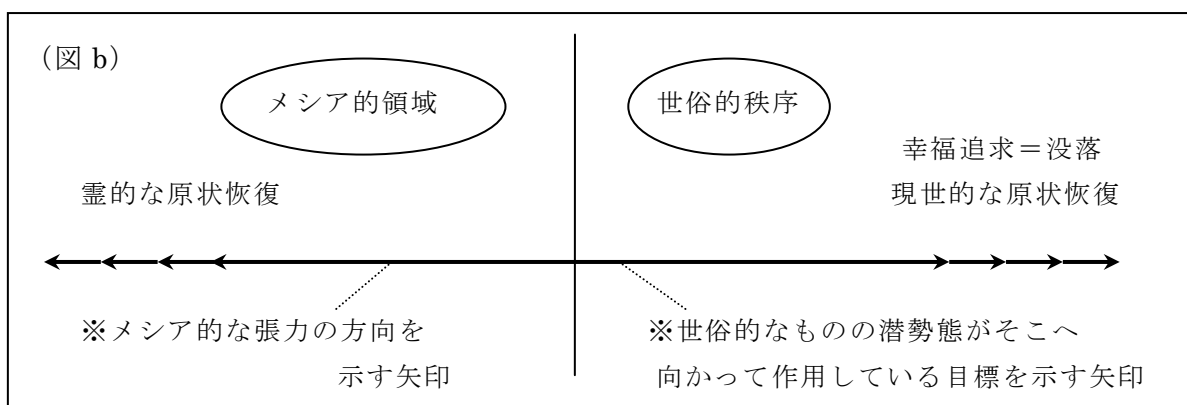 (図 b)
メシア的領域
世俗的秩序
幸福追求=没落
霊的な原状恢復
現世的な原状恢復
※メシア的な張力の方向を
示す矢印
※世俗的なものの潜勢態がそこへ
向かって作用している目標を示す矢印